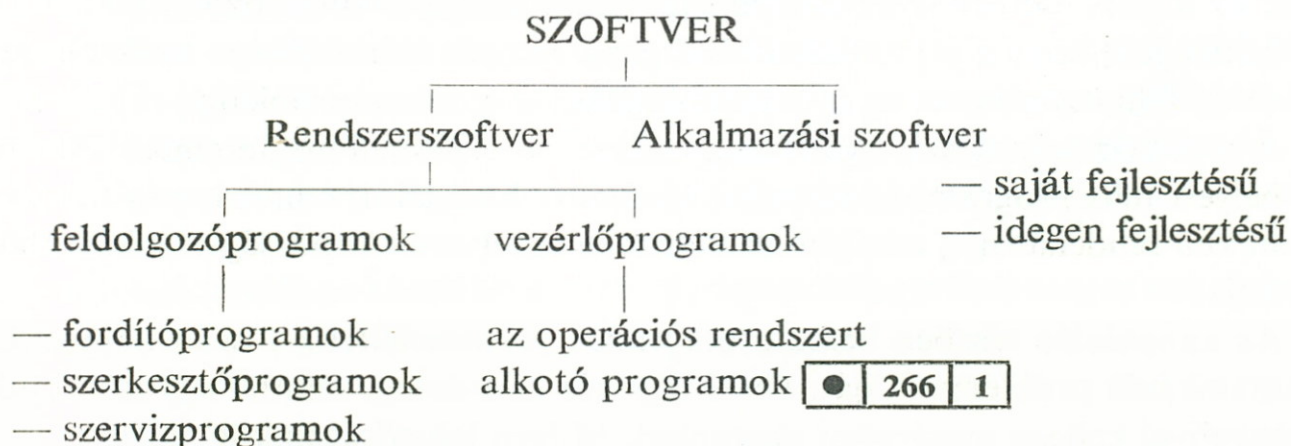 SZOFTVER
Rendszerszoftver Alkalmazási szoftver
— saját fejlesztésű
— idegen fejlesztésű
feldolgozóprogramok vezérlőprogramok
— fordítóprogramok az operációs rendszert
— szerkesztőprogramok alkotó programok ● 266 1
— szervizprogramok